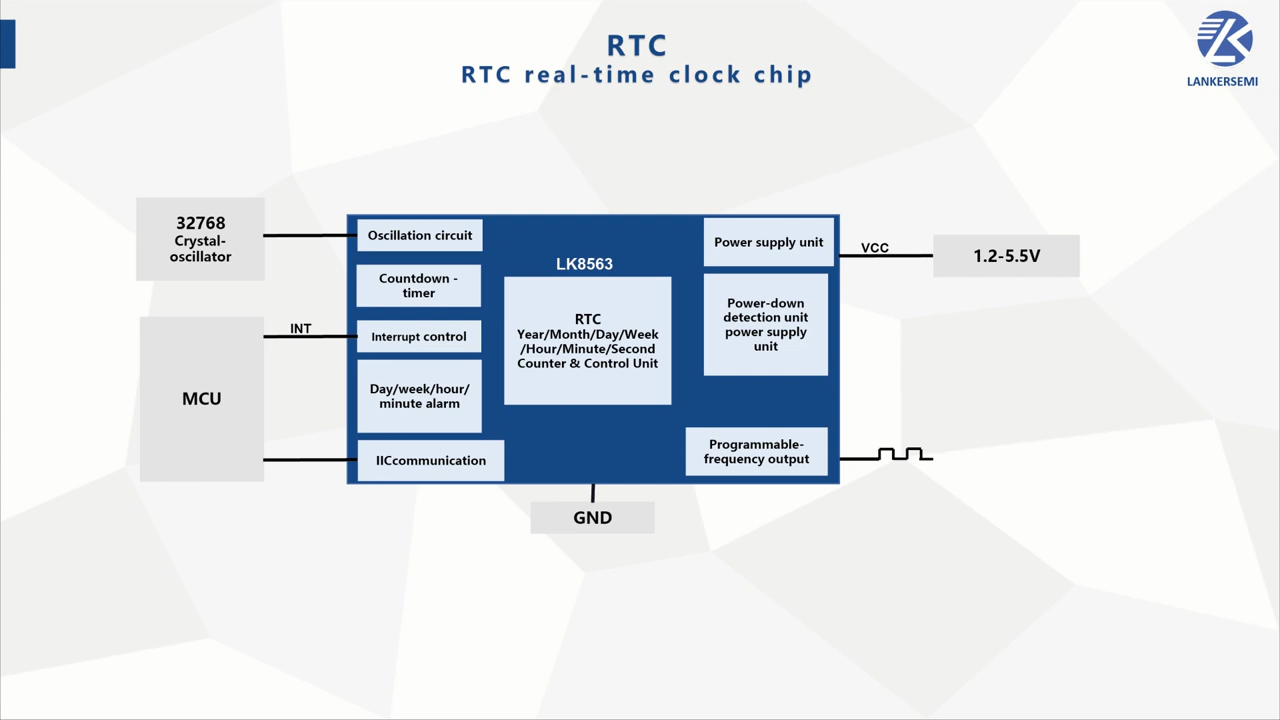 RTC
RTC real-time clock chip
LANKERSEMI
32768
Crystal-
oscillator
INT
MCU
Oscillation circuit
Countdown -
timer
Interrupt control
Day/week/hour/
minute alarm
IICcommunication
LK8563
RTC
Year/Month/Day/Week
/Hour/Minute/Second
Counter & Control Unit
Power supply unit
Power-down
detection unit
power supply
unit
Programmable-
frequency output
VCC
1.2-5.5V
GND